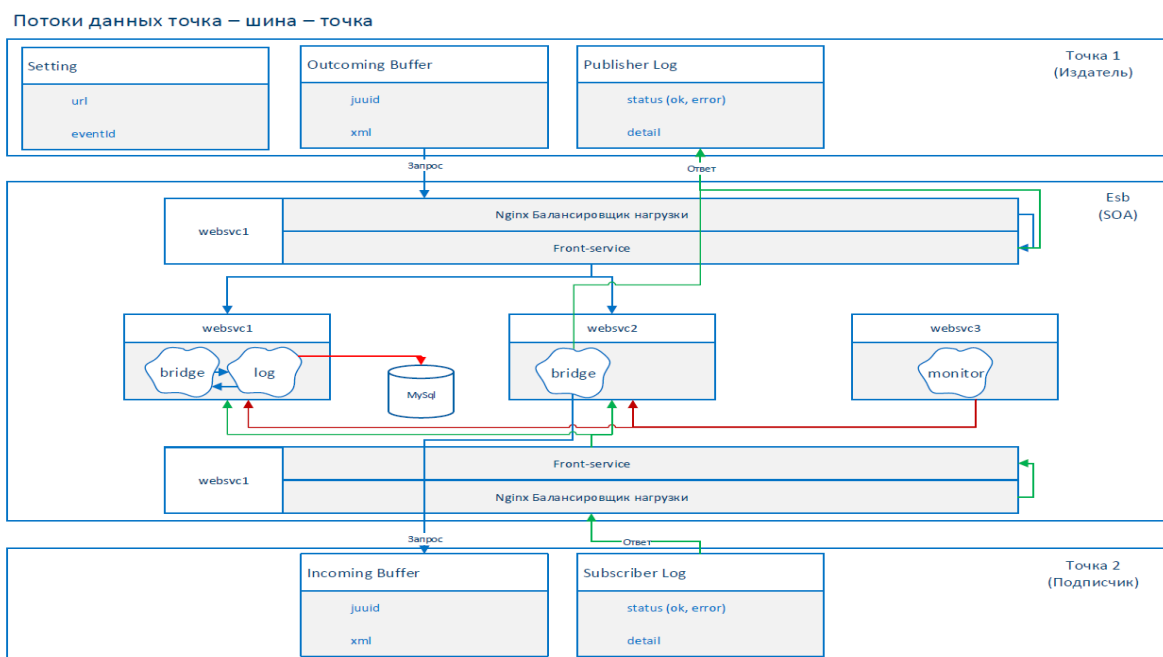 Потоки данных точка – шина – точка
Точка 1
(Издатель)
Setting
url
eventId
Outcoming Buffer
juuid
xml
Publisher Log
status (ok, error)
detail
Запрос
Ответ
Esb
(SOA)
websvc1
Nginx Балансировщик нагрузки
Front-service
websvc1
bridge
log
MySql
websvc2
bridge
websvc3
monitor
websvc1
Front-service
Nginx Балансировщик нагрузки
Запрос
Ответ
Точка 2
(Подписчик)
Incoming Buffer
juuid
xml
Subscriber Log
status (ok, error)
detail